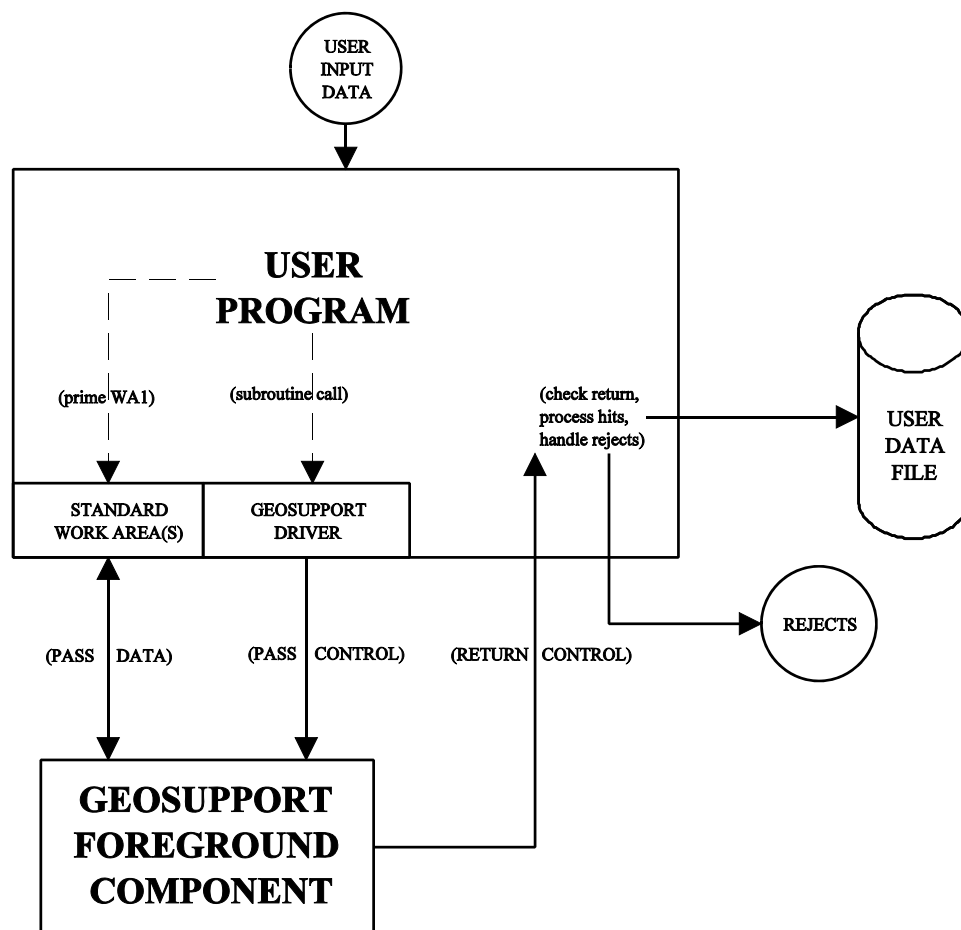 USER
INPUT
DATA
USER
PROGRAM
(prime WA1)
(subroutine call)
(check return,
process hits,
handle rejects)
USER
DATA
FILE
STANDARD
WORK AREA(S)
GEOSUPPORT
DRIVER
REJECTS
(PASS DATA)
(PASS CONTROL)
(RETURN CONTROL)
GEOSUPPORT
FOREGROUND
COMPONENT